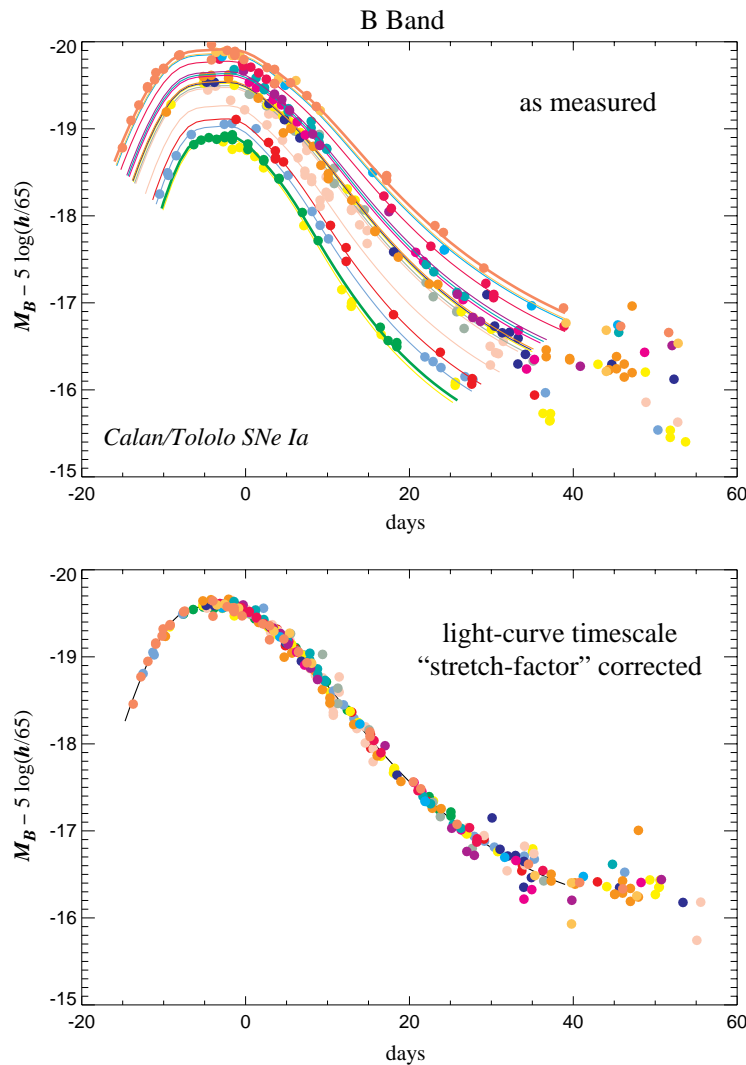 B Band
-20
-19
-18
-17
-16
-15
-20
0
20
40
60
M_B – 5 log(h/65)
days
as measured
Calan/Tololo SNe Ia
-20
-19
-18
-17
-16
-15
-20
0
20
40
60
M_B – 5 log(h/65)
days
light-curve timescale
“stretch-factor” corrected